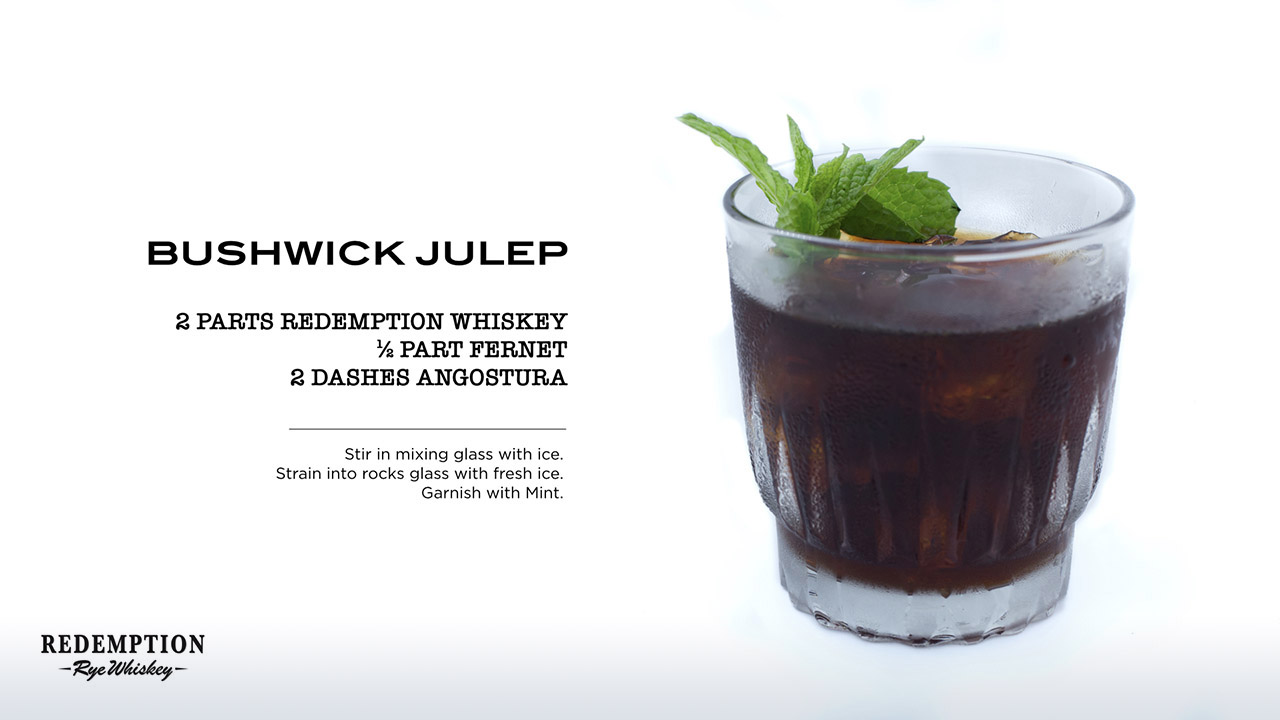 BUSHWICK JULEP
2 PARTS REDEMPTION WHISKEY
½ PART FERNET
2 DASHES ANGOSTURA
Stir in mixing glass with ice.
Strain into rocks glass with fresh ice.
Garnish with Mint.
REDEMPTION
Rye Whiskey